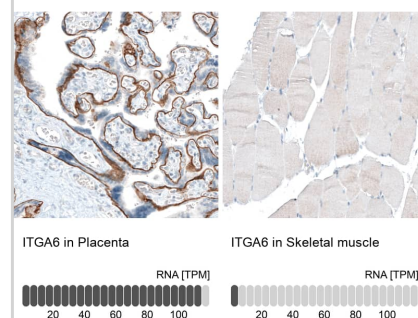 ITGA6 in Placenta
ITGA6 in Skeletal muscle
RNA [TPM]
RNA [TPM]
20 40 60 80 100
20 40 60 80 100